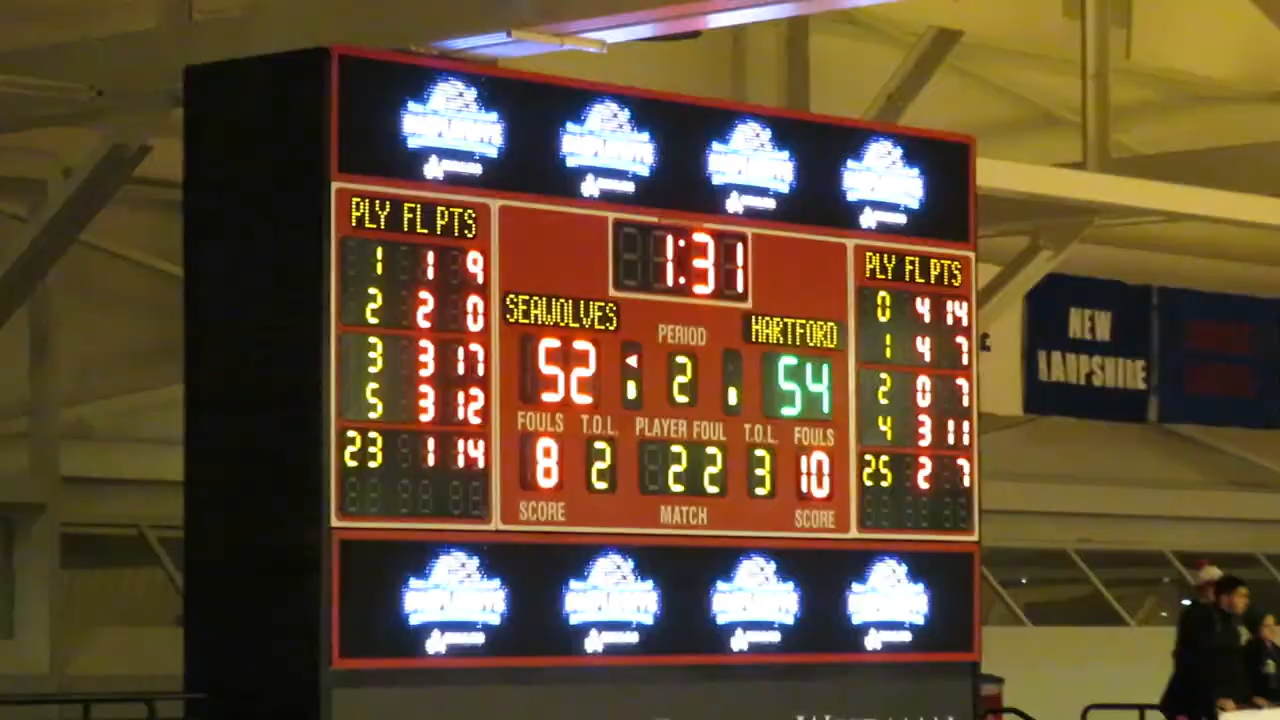 PLY FL PTS
1 1 9
2 2 0
3 3 17
5 3 12
23 1 14
1:31
SEAWOLVES
PERIOD
HARTFORD
52
2
54
FOULS T.O.L. PLAYER FOUL T.O.L. FOULS
8 2 22 3 10
SCORE MATCH SCORE
PLY FL PTS
0 4 14
1 4 7
2 0 7
4 3 11
25 2 7
NEW
HAMPSHIRE